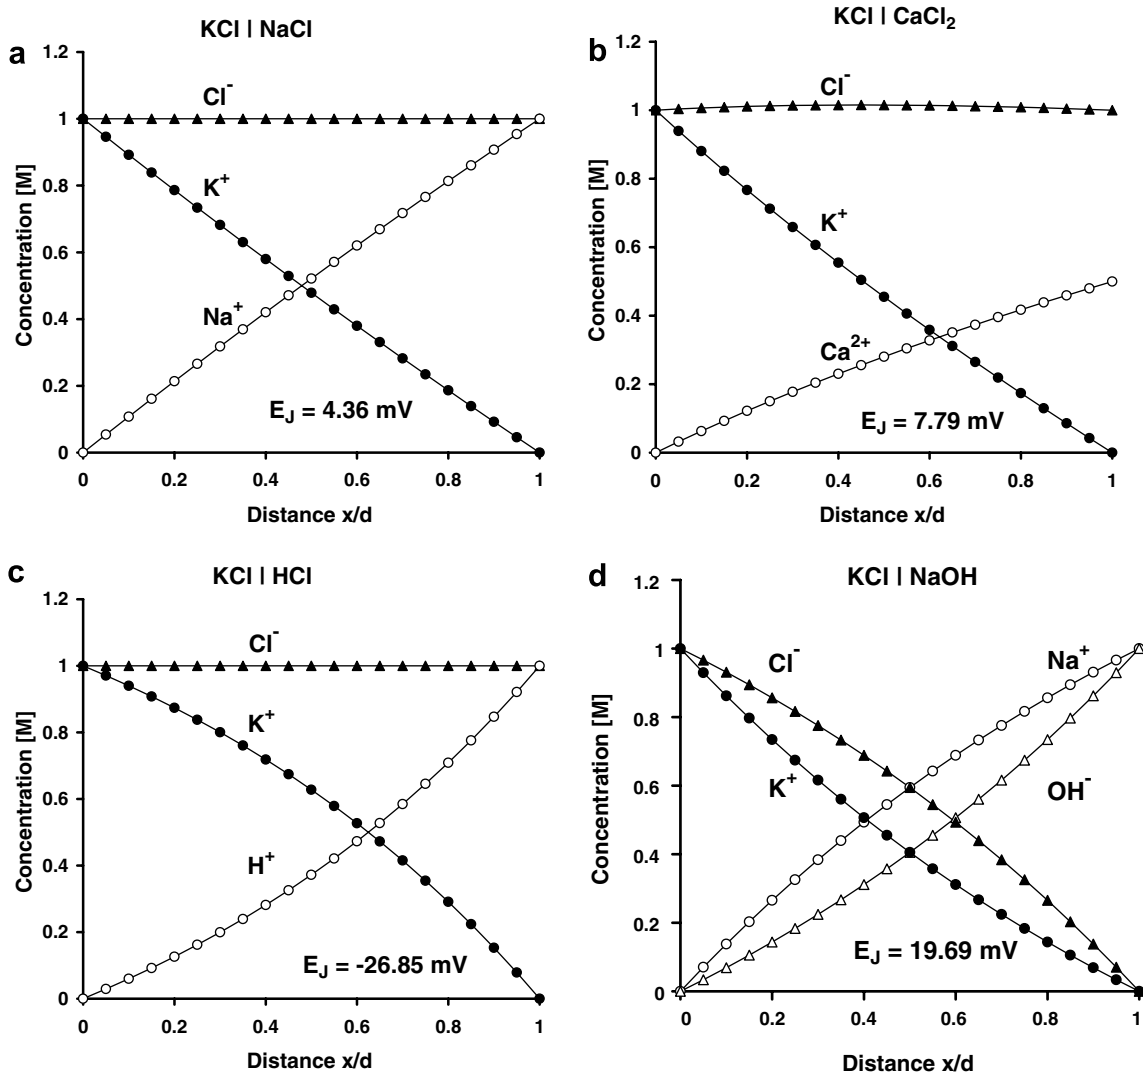 a
KCl | NaCl
1.2
1
0.8
0.6
0.4
0.2
0
Concentration [M]
Cl⁻
K⁺
Na⁺
E_J = 4.36 mV
0 0.2 0.4 0.6 0.8 1
Distance x/d
b
KCl | CaCl₂
1.2
1
0.8
0.6
0.4
0.2
0
Concentration [M]
Cl⁻
K⁺
Ca²⁺
E_J = 7.79 mV
0 0.2 0.4 0.6 0.8 1
Distance x/d
c
KCl | HCl
1.2
1
0.8
0.6
0.4
0.2
0
Concentration [M]
Cl⁻
K⁺
H⁺
E_J = -26.85 mV
0 0.2 0.4 0.6 0.8 1
Distance x/d
d
KCl | NaOH
1.2
1
0.8
0.6
0.4
0.2
0
Concentration [M]
Cl⁻
Na⁺
K⁺
OH⁻
E_J = 19.69 mV
0 0.2 0.4 0.6 0.8 1
Distance x/d